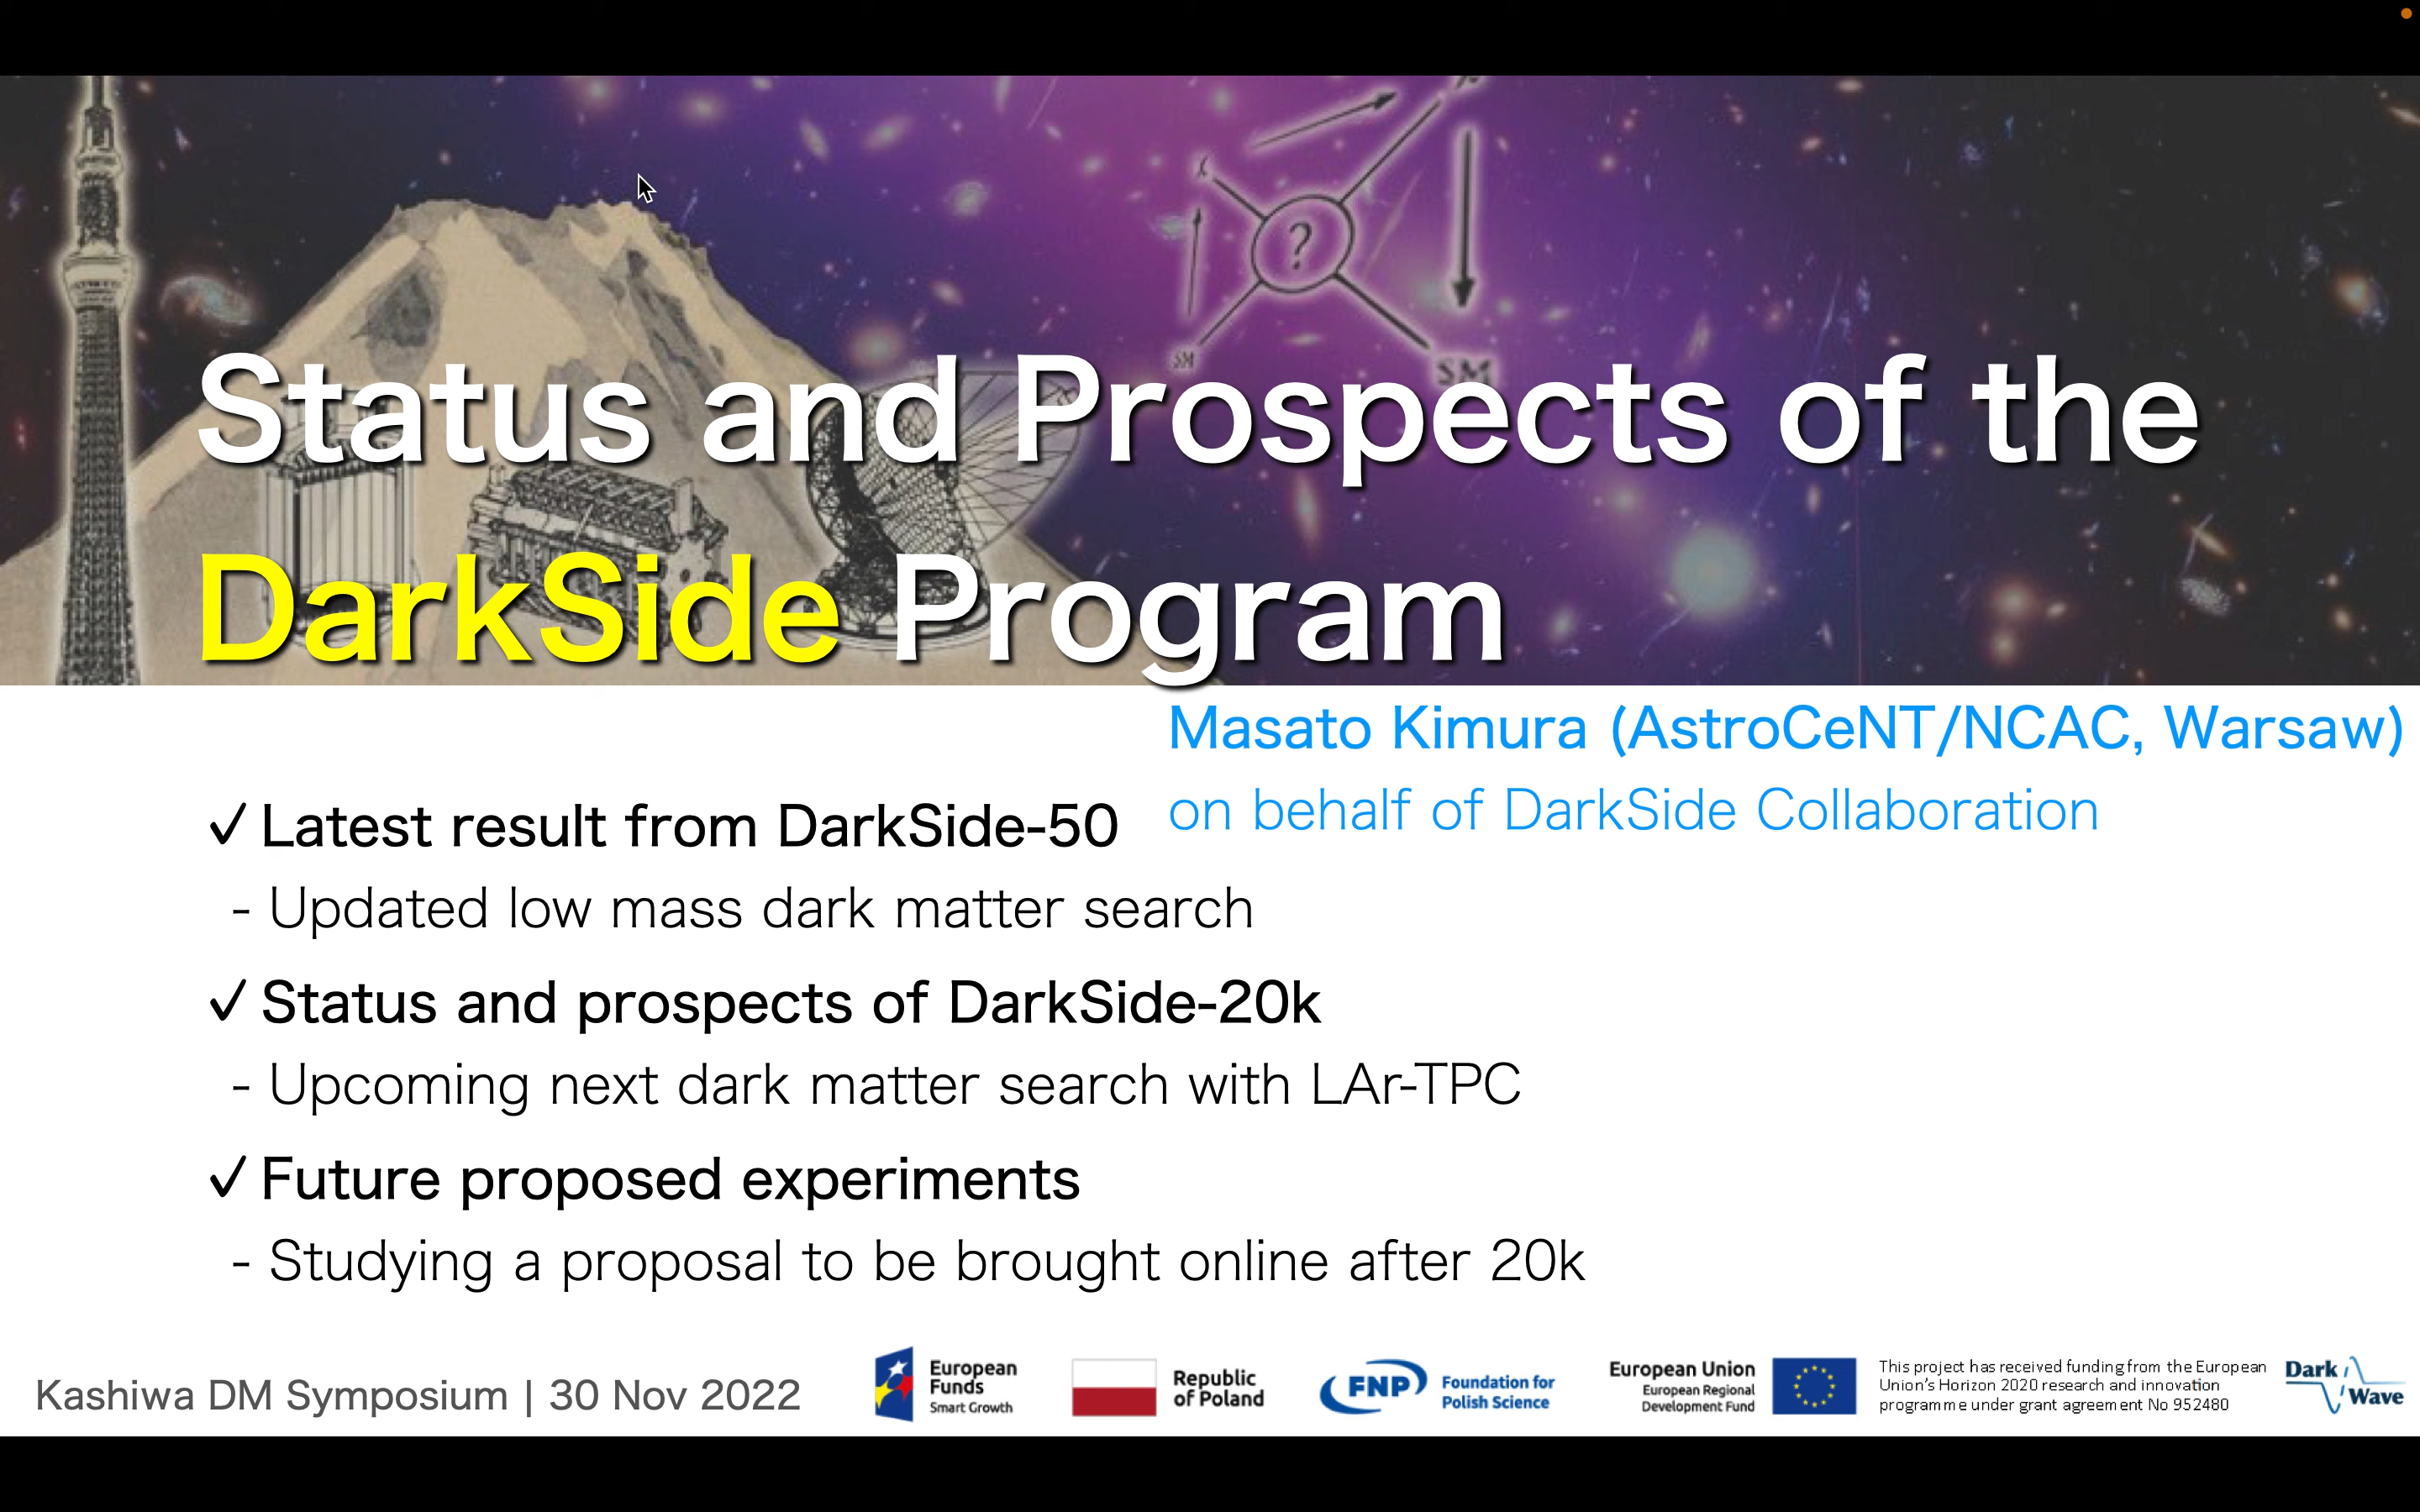 χ
?
SM
SM
Status and Prospects of the
DarkSide Program
Masato Kimura (AstroCeNT/NCAC, Warsaw)
on behalf of DarkSide Collaboration
✓ Latest result from DarkSide-50
- Updated low mass dark matter search
✓ Status and prospects of DarkSide-20k
- Upcoming next dark matter search with LAr-TPC
✓ Future proposed experiments
- Studying a proposal to be brought online after 20k
Kashiwa DM Symposium | 30 Nov 2022
European
Funds
Smart Growth
Republic
of Poland
FNP
Foundation for
Polish Science
European Union
European Regional
Development Fund
This project has received funding from the European
Union's Horizon 2020 research and innovation
programme under grant agreement No 952480
Dark
Wave